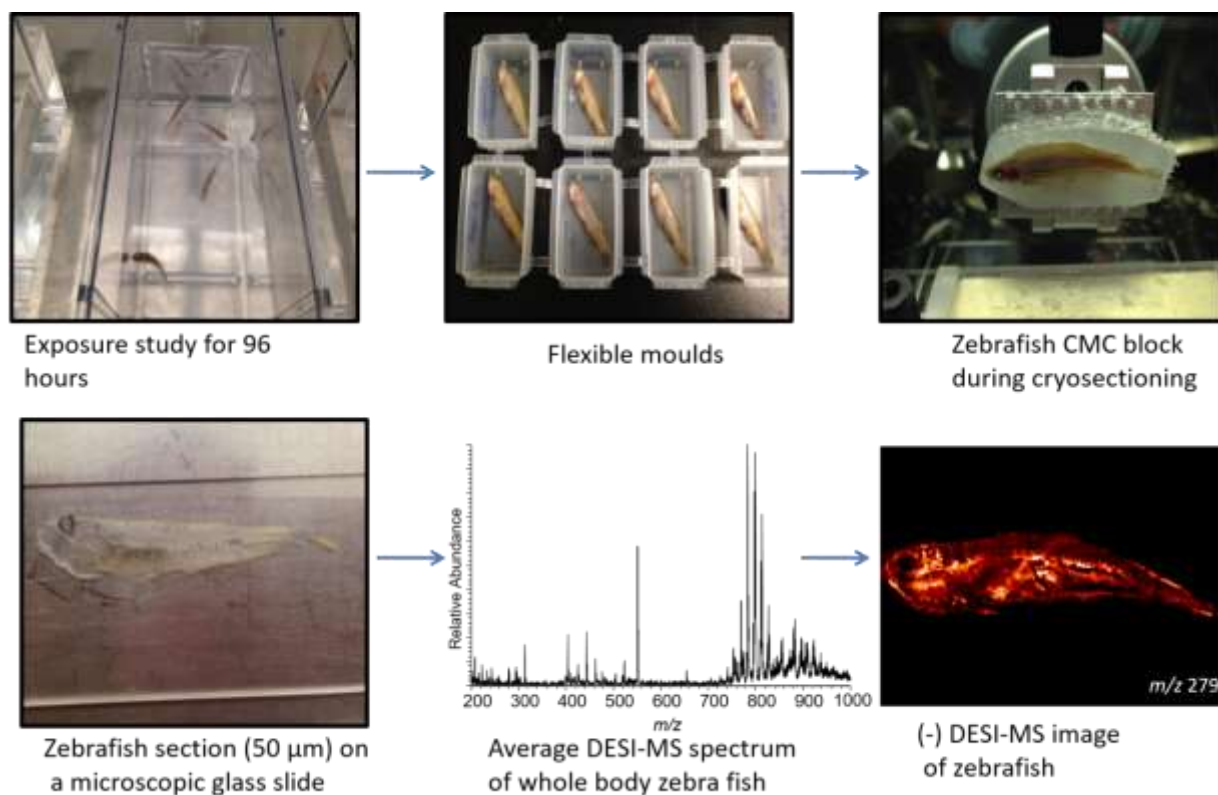 Exposure study for 96
hours
Flexible moulds
Zebrafish CMC block
during cryosectioning
Relative Abundance
200 300 400 500 600 700 800 900 1000
m/z
m/z 279
Zebrafish section (50 µm) on
a microscopic glass slide
Average DESI-MS spectrum
of whole body zebra fish
(-) DESI-MS image
of zebrafish